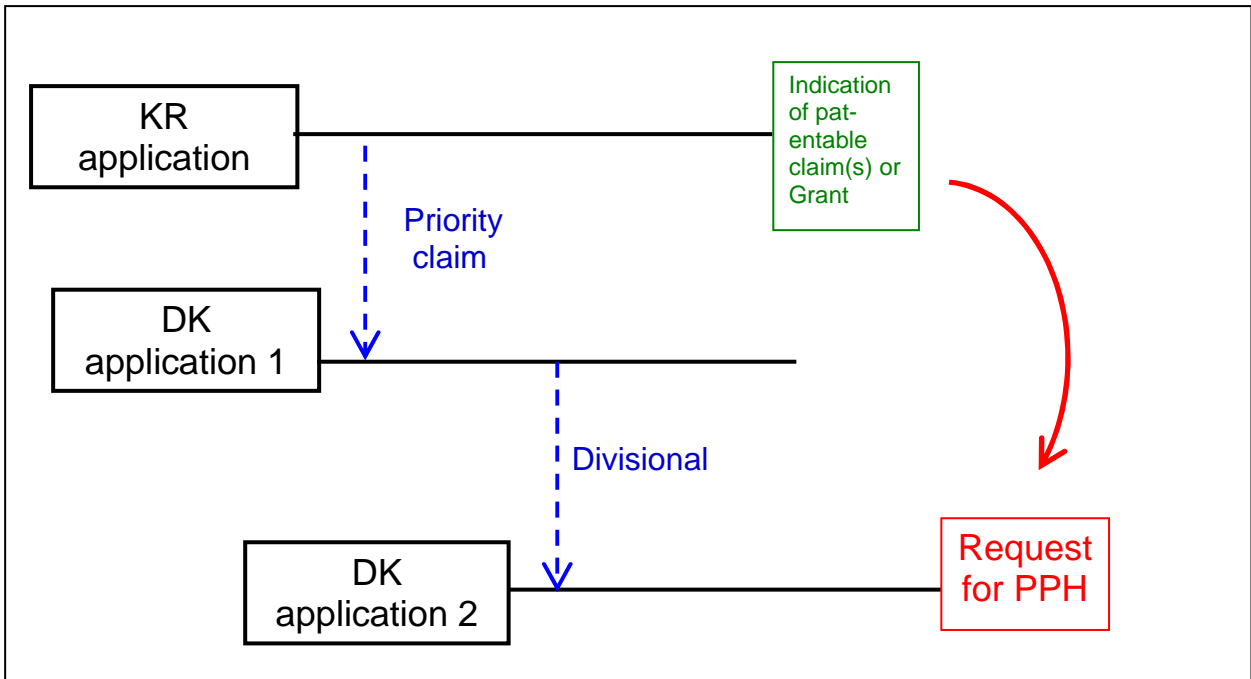 KR
application
Indication
of pat-
entable
claim(s) or
Grant
Priority
claim
DK
application 1
Divisional
DK
application 2
Request
for PPH